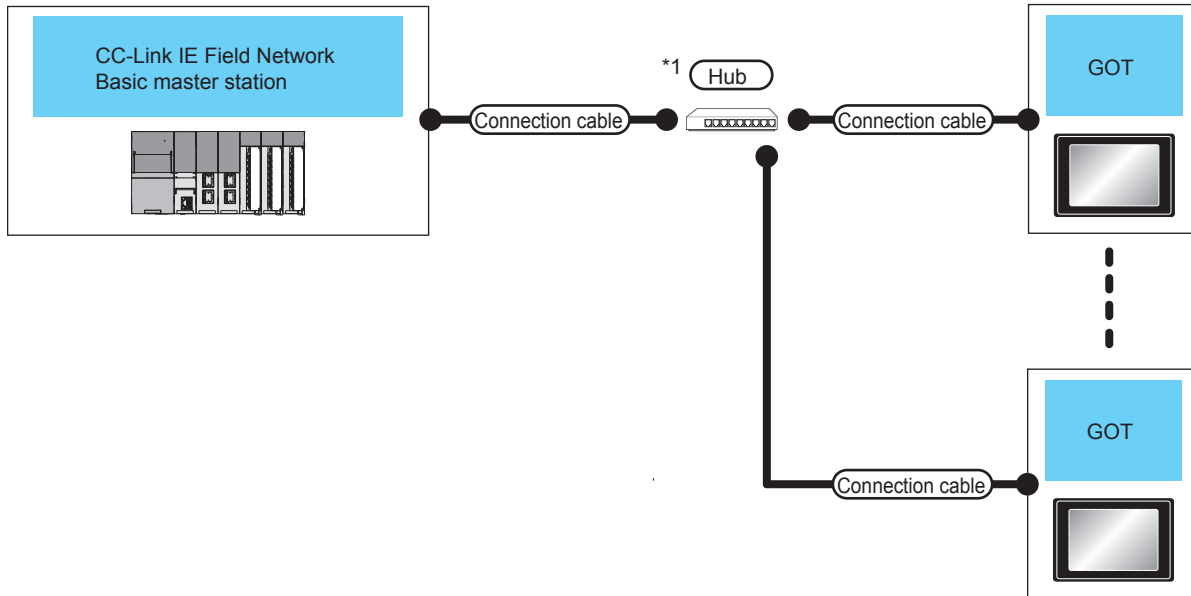 CC-Link IE Field Network
Basic master station
*1
Hub
GOT
Connection cable
Connection cable
GOT
Connection cable